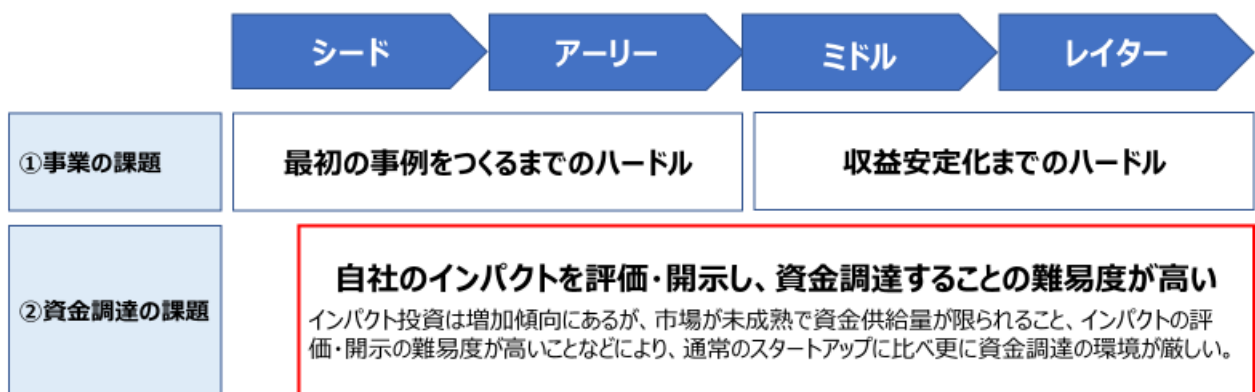 シード
アーリー
ミドル
レイター
①事業の課題
最初の事例をつくるまでのハードル
収益安定化までのハードル
②資金調達の課題
自社のインパクトを評価・開示し、資金調達することの難易度が高い
インパクト投資は増加傾向にあるが、市場が未成熟で資金供給量が限られること、インパクトの評
価・開示の難易度が高いことなどにより、通常のスタートアップに比べ更に資金調達の環境が厳しい。